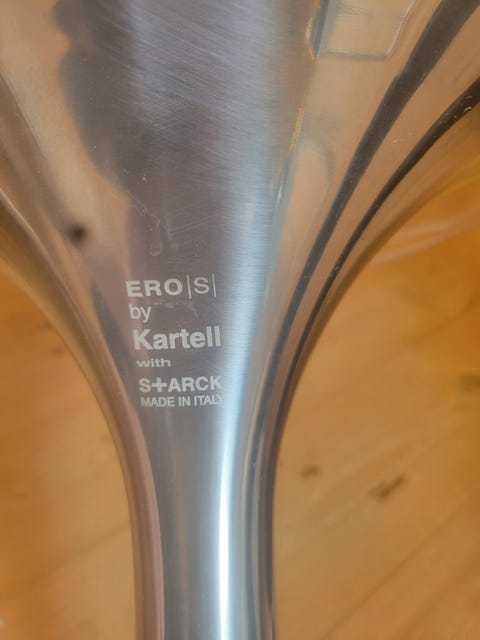 ERO|S|
by
Kartell
with
S+ARCK
MADE IN ITALY